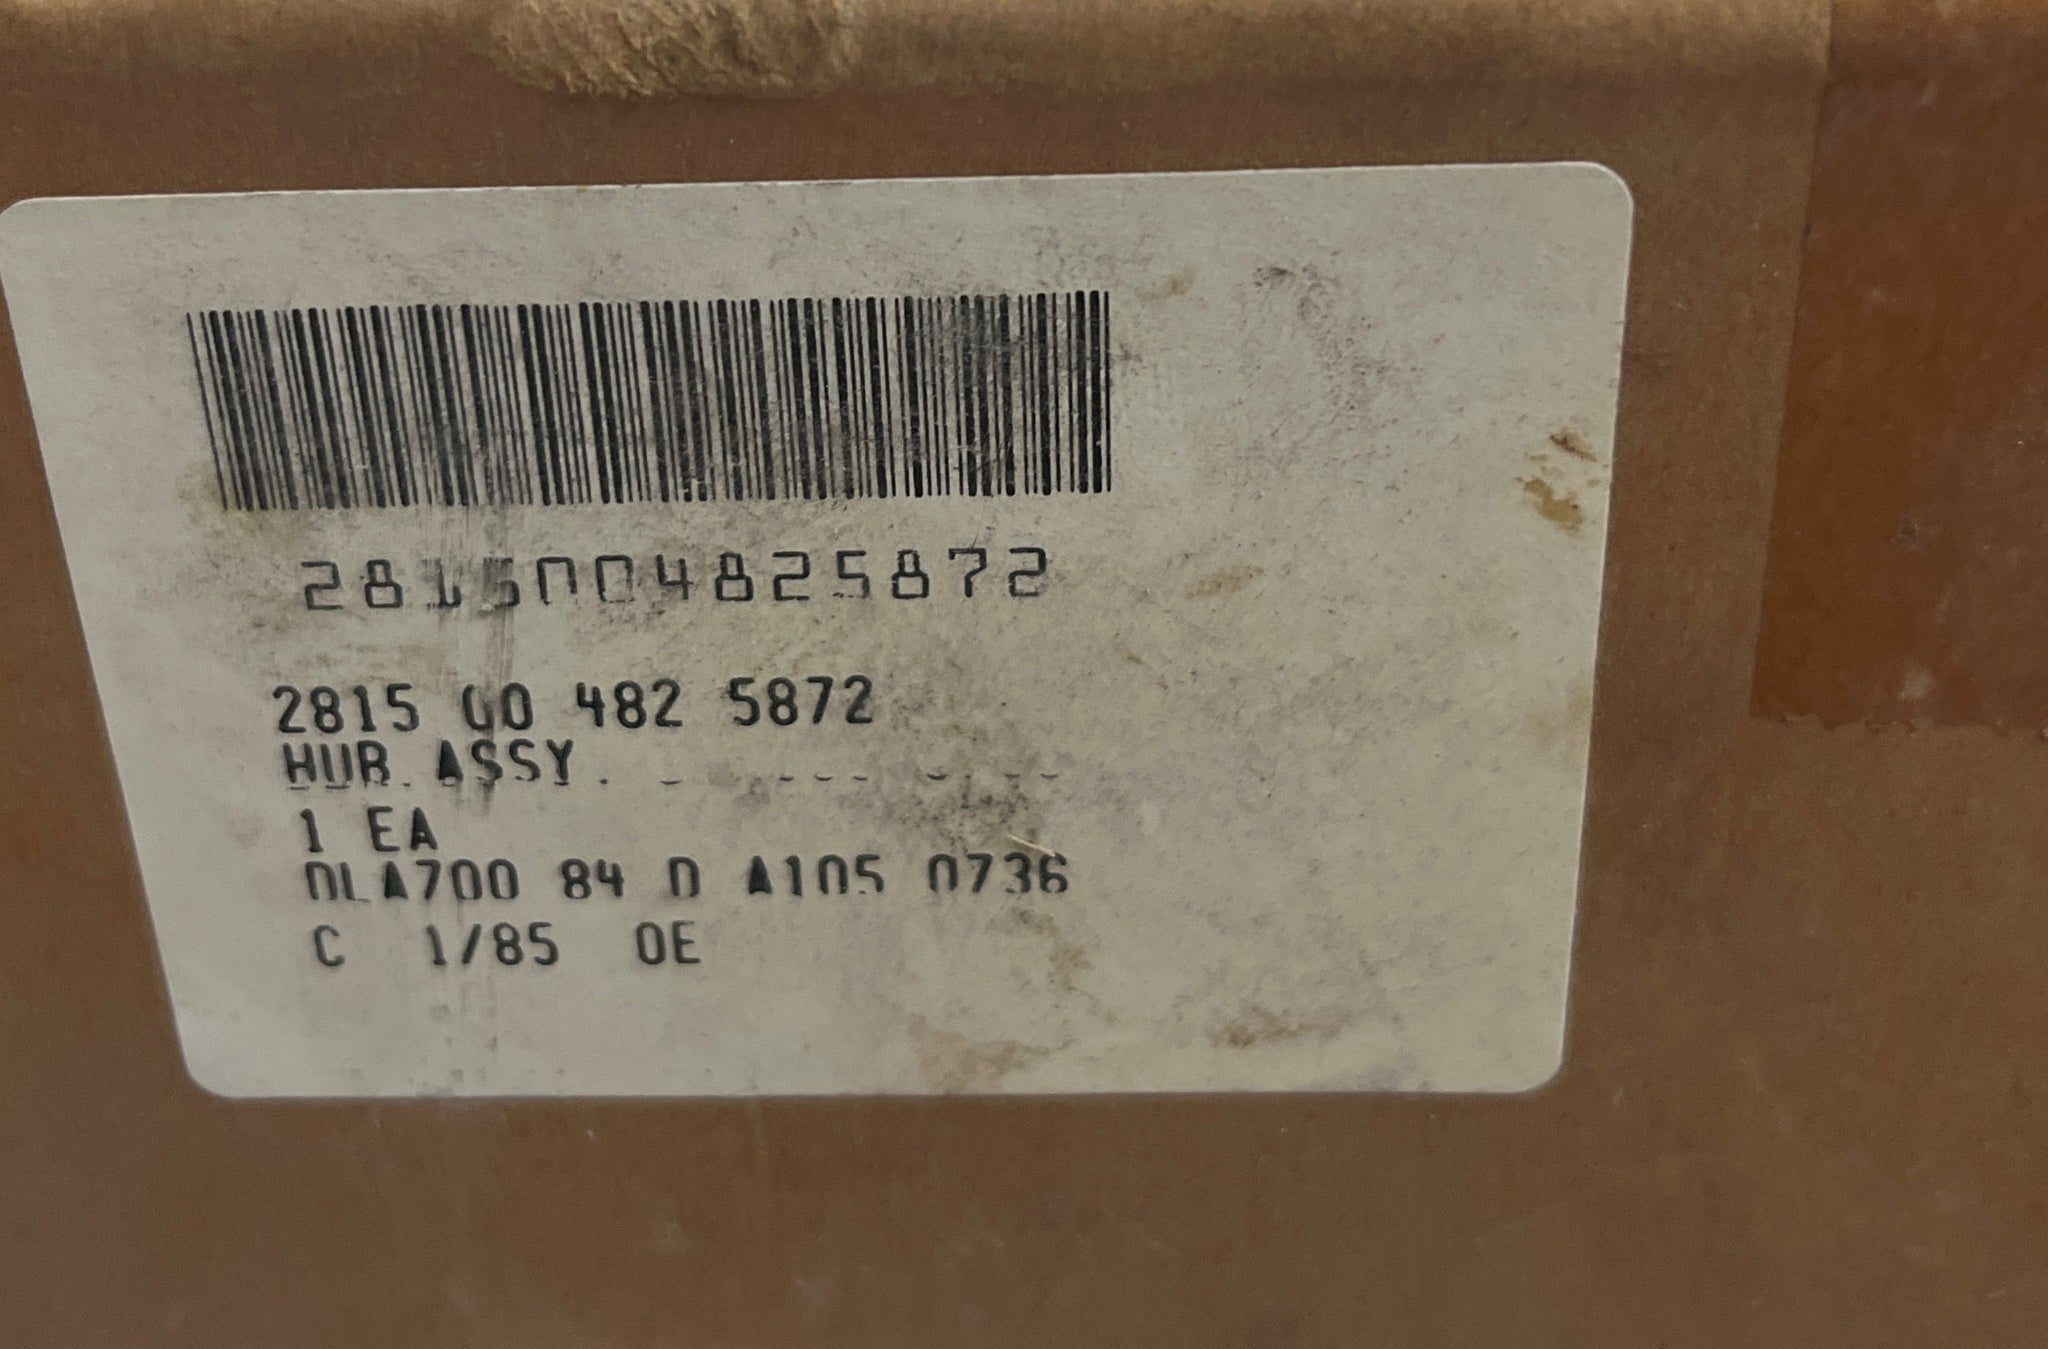 2815004825872
2815 00 482 5872
HUB ASSY
1 EA
DLA700 84 D A105 0736
C 1/85 OE